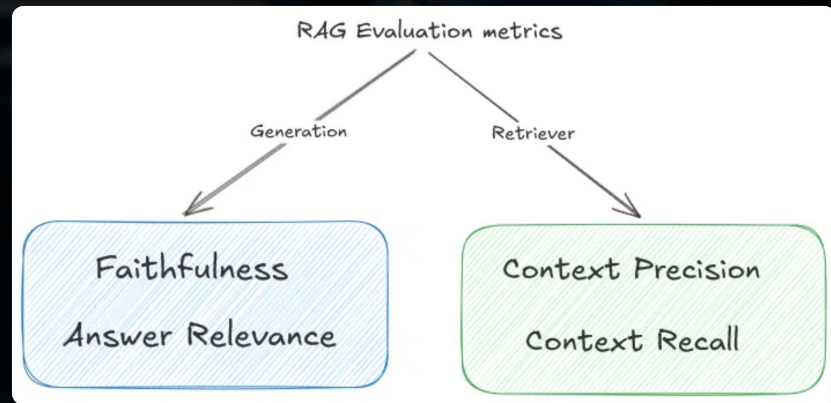 RAG Evaluation metrics
Generation
Retriever
Faithfulness
Answer Relevance
Context Precision
Context Recall